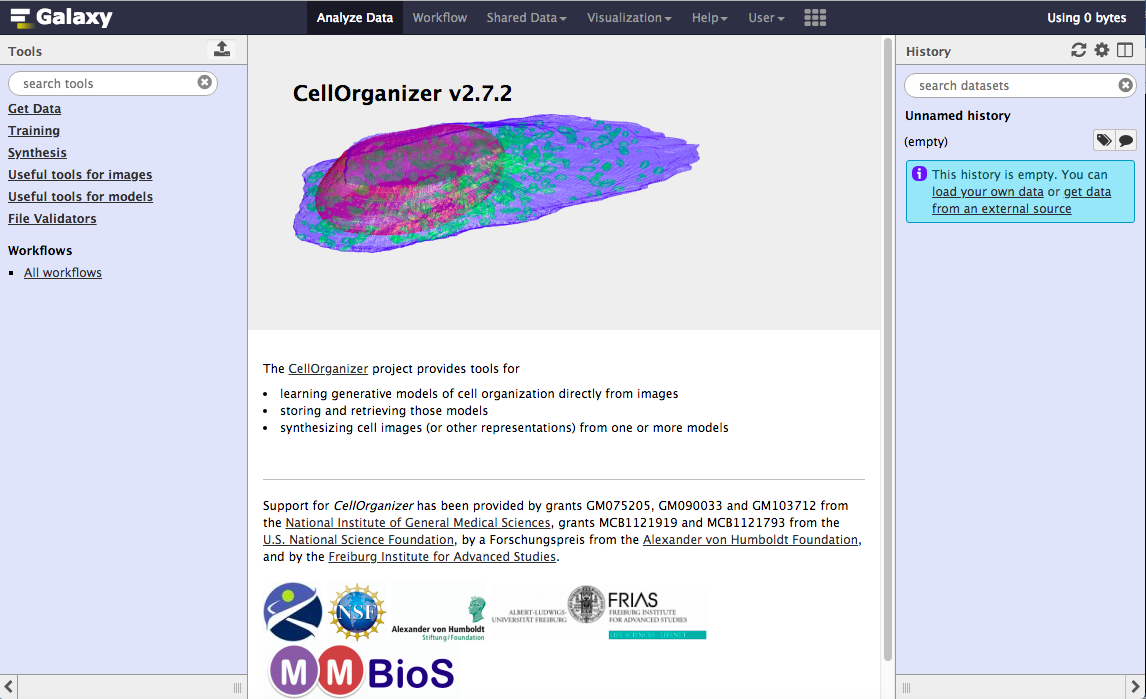 Galaxy
Analyze Data
Workflow
Shared Data
Visualization
Help
User
Using 0 bytes
Tools
search tools
Get Data
Training
Synthesis
Useful tools for images
Useful tools for models
File Validators
Workflows
All workflows
CellOrganizer v2.7.2
The CellOrganizer project provides tools for
• learning generative models of cell organization directly from images
• storing and retrieving those models
• synthesizing cell images (or other representations) from one or more models
Support for CellOrganizer has been provided by grants GM075205, GM090033 and GM103712 from
the National Institute of General Medical Sciences, grants MCB1121919 and MCB1121793 from the
U.S. National Science Foundation, by a Forschungspreis from the Alexander von Humboldt Foundation,
and by the Freiburg Institute for Advanced Studies.
NSF
Alexander von Humboldt
Stiftung/Foundation
ALBERT-LUDWIGS-
UNIVERSITÄT FREIBURG
FRIAS
FREIBURG INSTITUTE
FOR ADVANCED STUDIES
LIFE SCIENCES – LIFENET
MMBioS
History
search datasets
Unnamed history
(empty)
This history is empty. You can
load your own data or get data
from an external source